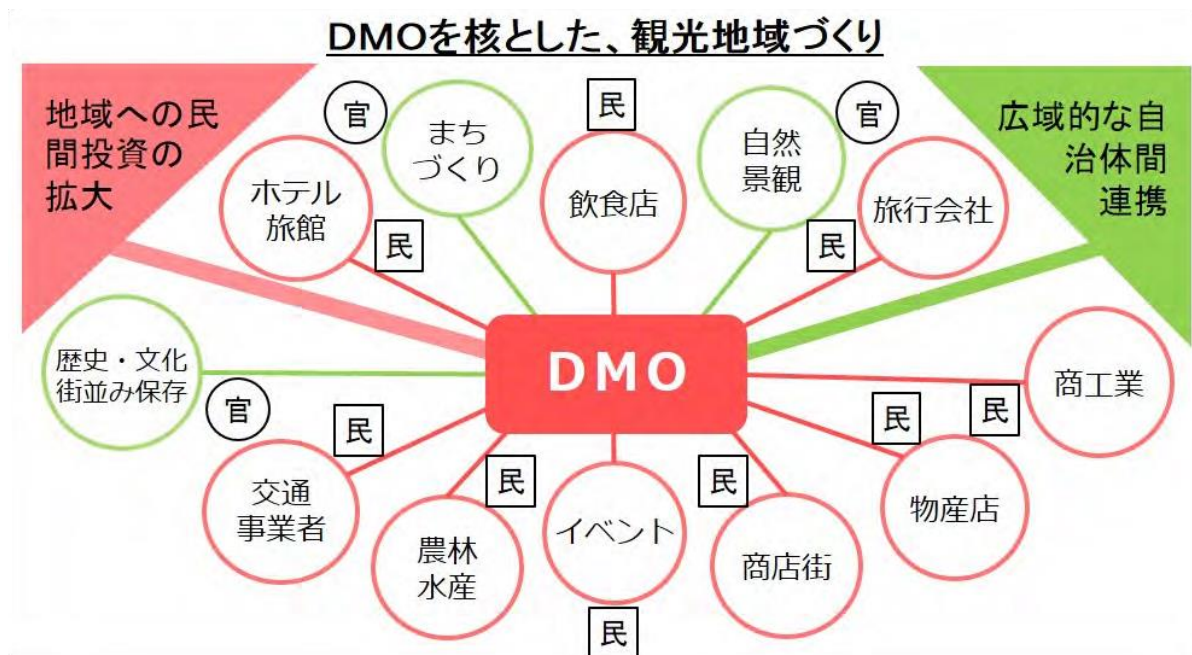 DMOを核とした、観光地域づくり
地域への民
間投資の
拡大
官
まち
づくり
民
飲食店
自然
景観
官
広域的な自
治体間
連携
ホテル
旅館
民
民
旅行会社
DMO
歴史・文化
街並み保存
官
商工業
民
民
民
交通
事業者
民
農林
水産
イベント
民
民
商店街
物産店